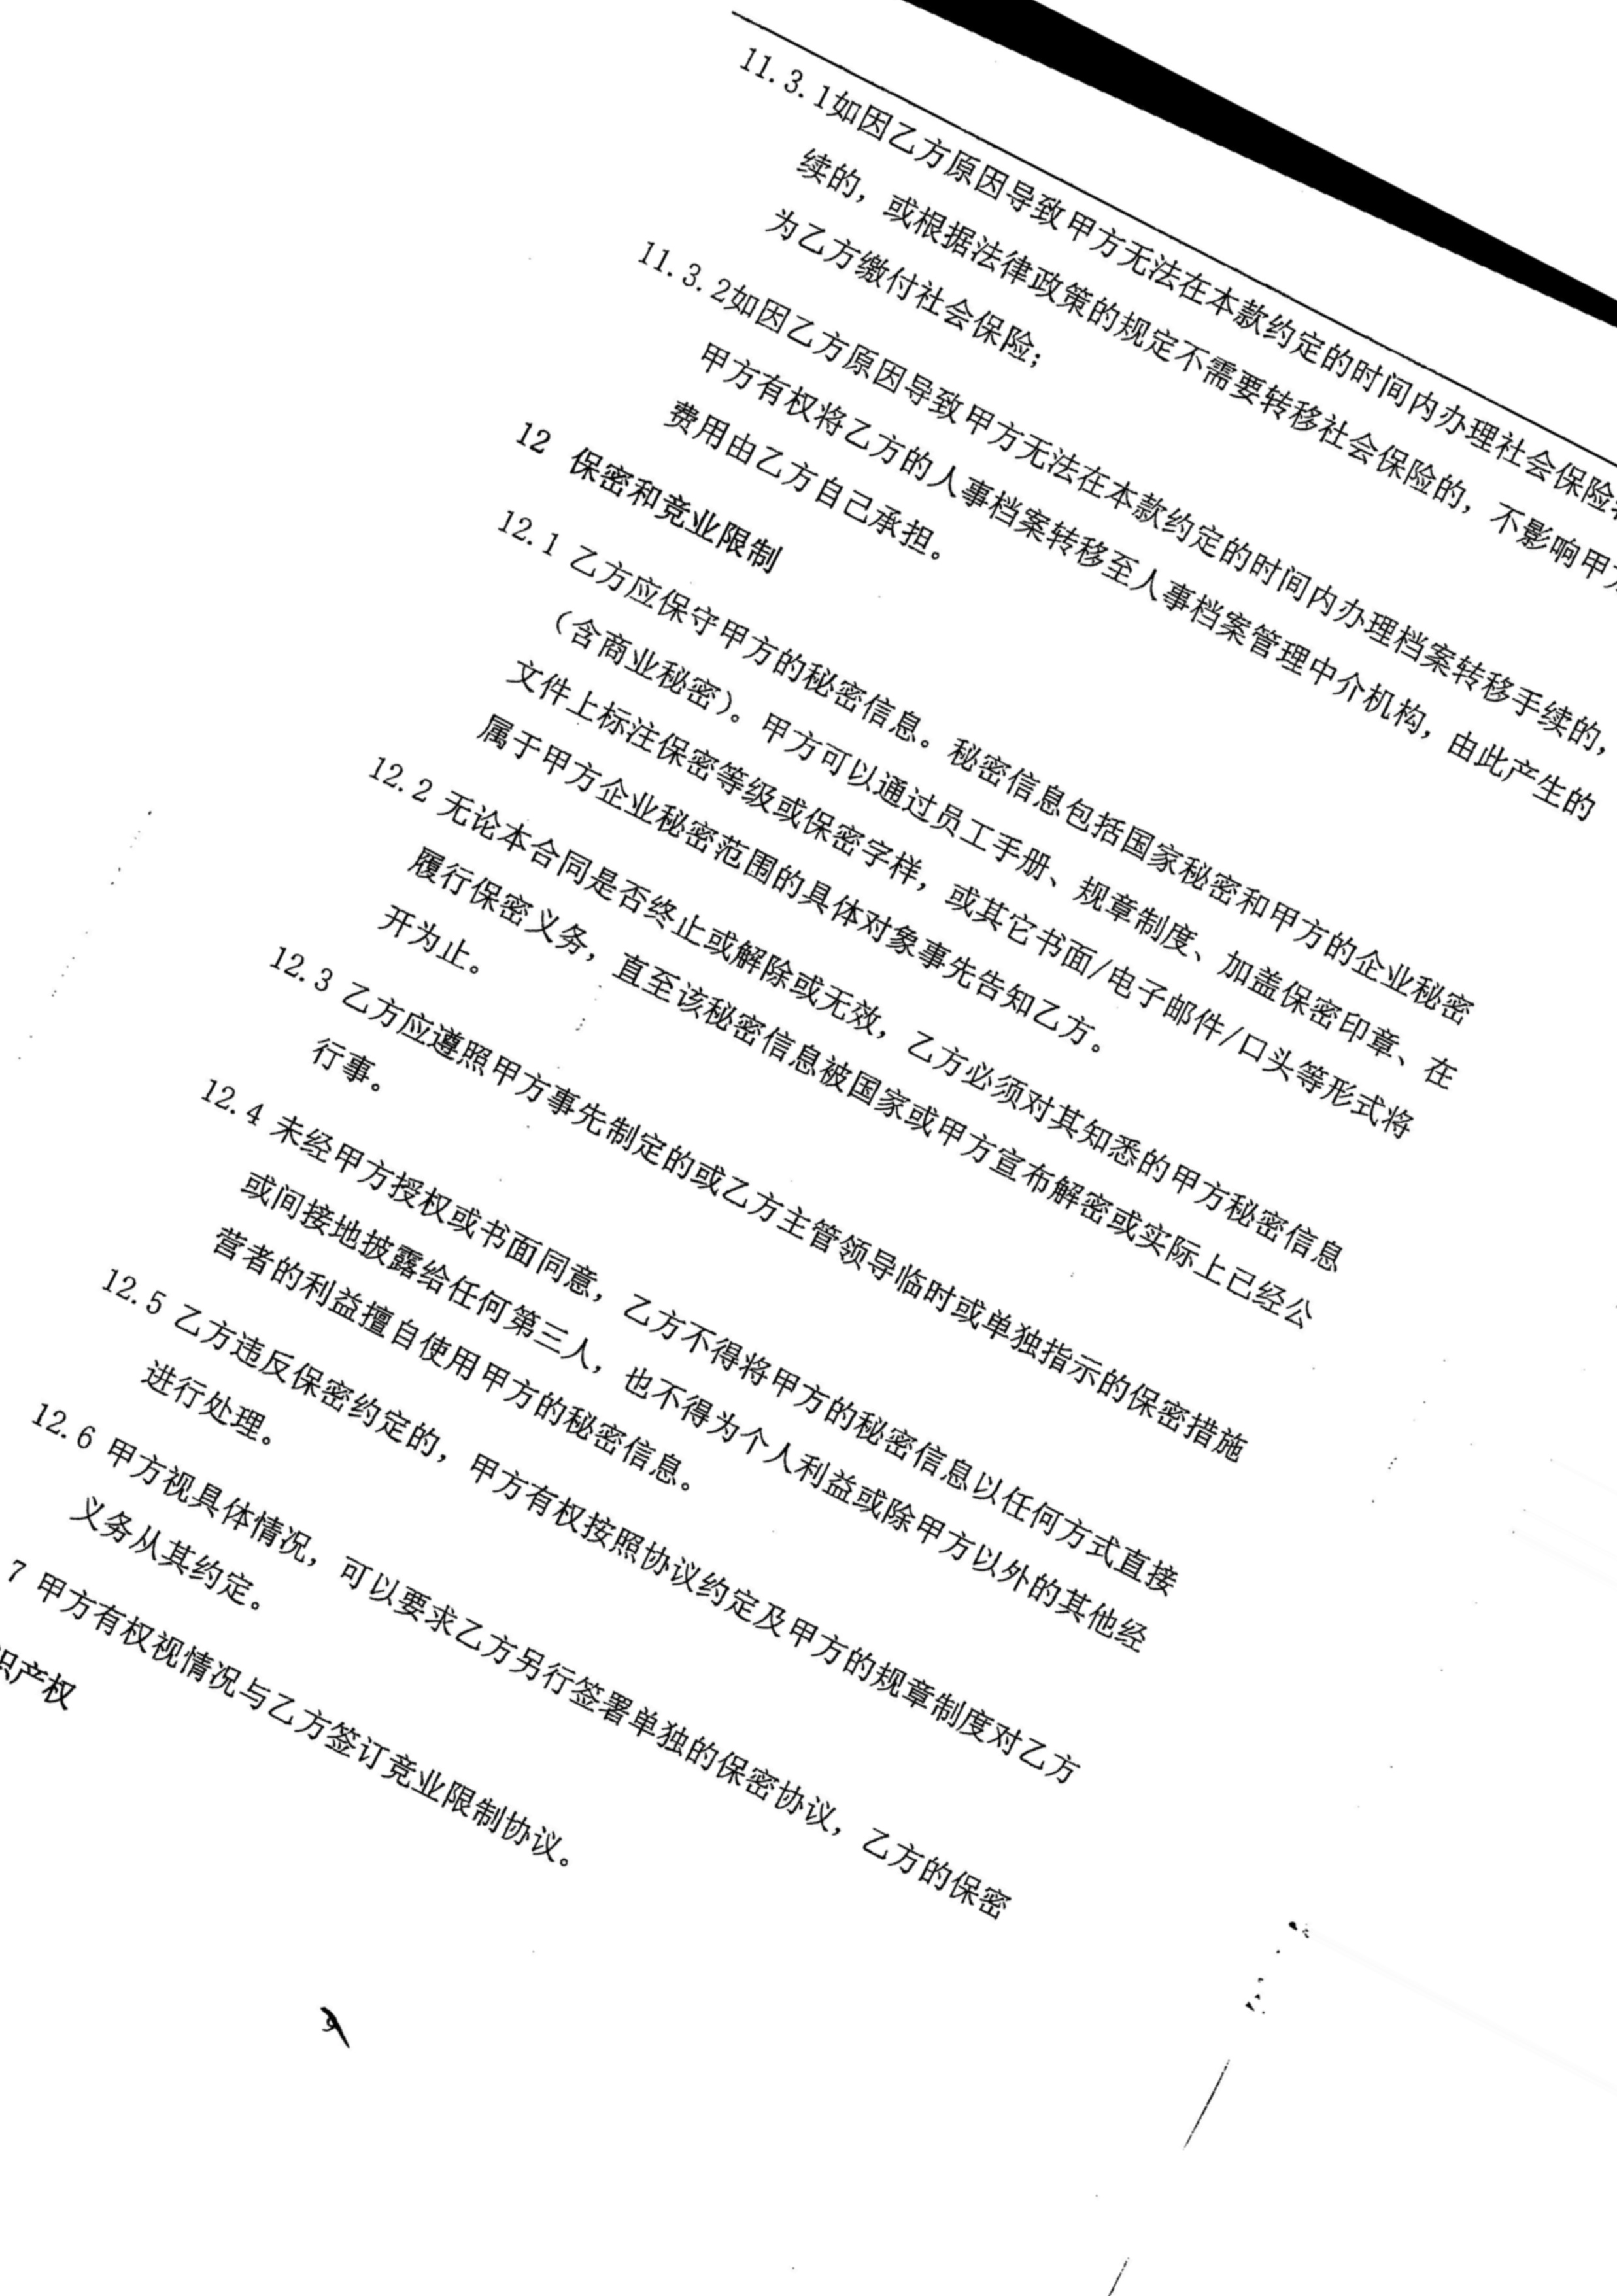 11.3.1如因乙方原因导致甲方无法在本款约定的时间内办理社会保险
续的，或根据法律政策的规定不需要转移社会保险的，不影响甲方
为乙方缴付社会保险；
11.3.2如因乙方原因导致甲方无法在本款约定的时间内办理档案转移手续的，
甲方有权将乙方的人事档案转移至人事档案管理中介机构，由此产生的
费用由乙方自己承担。
12 保密和竞业限制
12.1 乙方应保守甲方的秘密信息。秘密信息包括国家秘密和甲方的企业秘密
（含商业秘密）。甲方可以通过员工手册、规章制度、加盖保密印章、在
文件上标注保密等级或保密字样，或其它书面/电子邮件/口头等形式将
属于甲方企业秘密范围的具体对象事先告知乙方。
12.2 无论本合同是否终止或解除或无效，乙方必须对其知悉的甲方秘密信息
履行保密义务，直至该秘密信息被国家或甲方宣布解密或实际上已经公
开为止。
12.3 乙方应遵照甲方事先制定的或乙方主管领导临时或单独指示的保密措施
行事。
12.4 未经甲方授权或书面同意，乙方不得将甲方的秘密信息以任何方式直接
或间接地披露给任何第三人，也不得为个人利益或除甲方以外的其他经
营者的利益擅自使用甲方的秘密信息。
12.5 乙方违反保密约定的，甲方有权按照协议约定及甲方的规章制度对乙方
进行处理。
12.6 甲方视具体情况，可以要求乙方另行签署单独的保密协议，乙方的保密
义务从其约定。
7 甲方有权视情况与乙方签订竞业限制协议。
识产权